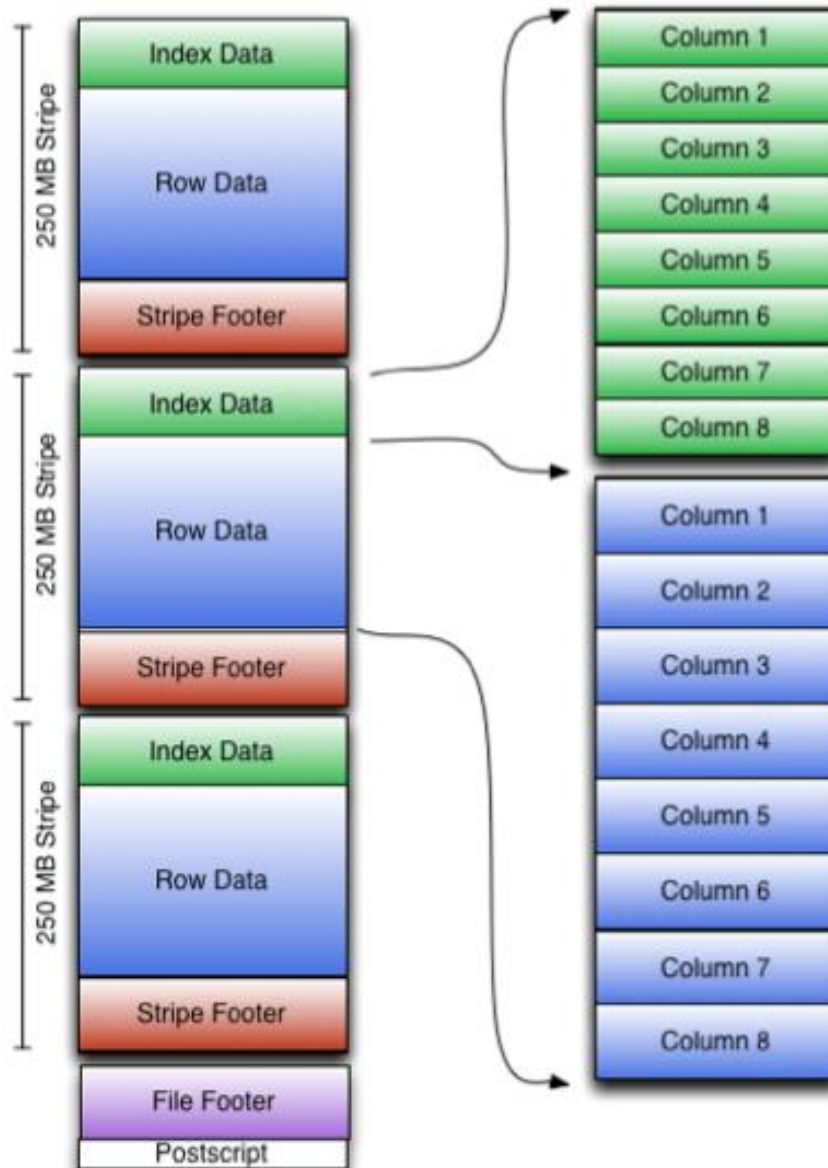 250 MB Stripe
Index Data
Row Data
Stripe Footer
250 MB Stripe
Index Data
Row Data
Stripe Footer
250 MB Stripe
Index Data
Row Data
Stripe Footer
File Footer
Postscript
Column 1
Column 2
Column 3
Column 4
Column 5
Column 6
Column 7
Column 8
Column 1
Column 2
Column 3
Column 4
Column 5
Column 6
Column 7
Column 8